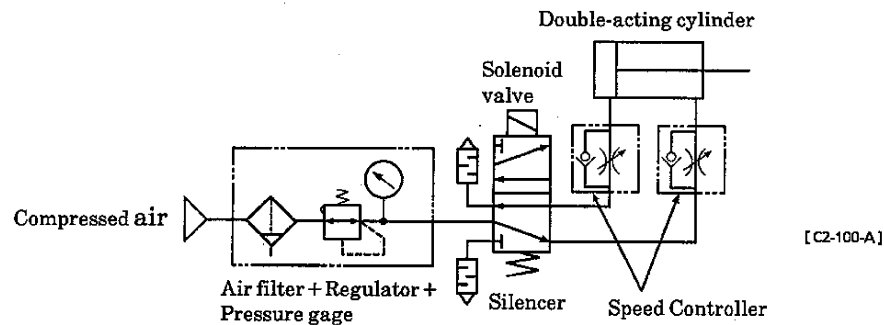 Double-acting cylinder
Solenoid
valve
Compressed air
[C2-100-A]
Air filter + Regulator +
Pressure gage
Silencer
Speed Controller